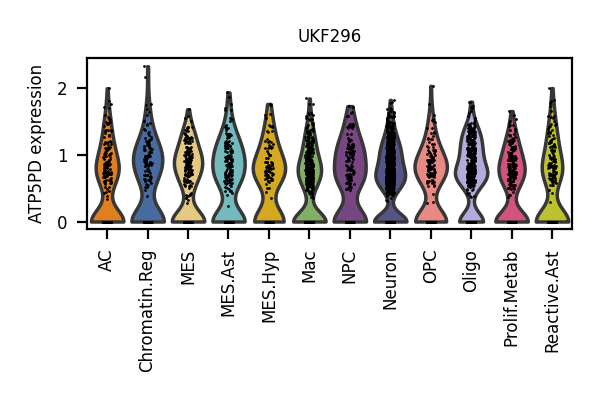 UKF296
ATP5PD expression
2
1
0
AC
Chromatin.Reg
MES
MES.Ast
MES.Hyp
Mac
NPC
Neuron
OPC
Oligo
Prolif.Metab
Reactive.Ast